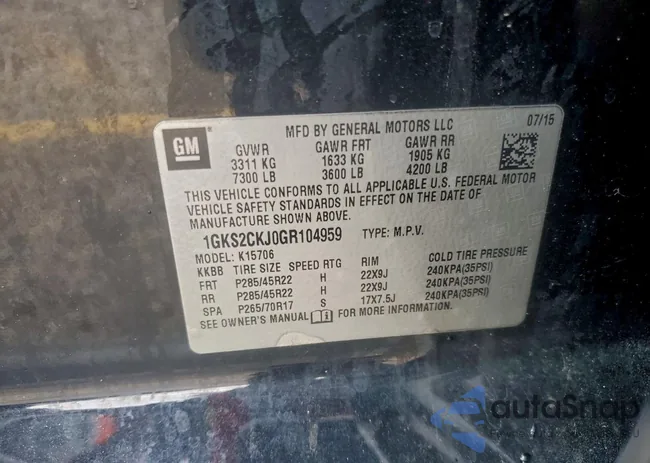 GM
MFD BY GENERAL MOTORS LLC 07/15
GVWR GAWR FRT GAWR RR
3311 KG 1633 KG 1905 KG
7300 LB 3600 LB 4200 LB
THIS VEHICLE CONFORMS TO ALL APPLICABLE U.S. FEDERAL MOTOR
VEHICLE SAFETY STANDARDS IN EFFECT ON THE DATE OF
MANUFACTURE SHOWN ABOVE.
1GKS2CKJ0GR104959 TYPE: M.P.V.
MODEL: K15706
KKBB TIRE SIZE SPEED RTG RIM COLD TIRE PRESSURE
FRT P285/45R22 H 22X9J 240KPA(35PSI)
RR P285/45R22 H 22X9J 240KPA(35PSI)
SPA P265/70R17 S 17X7.5J 240KPA(35PSI)
SEE OWNER'S MANUAL FOR MORE INFORMATION.
autoSnap